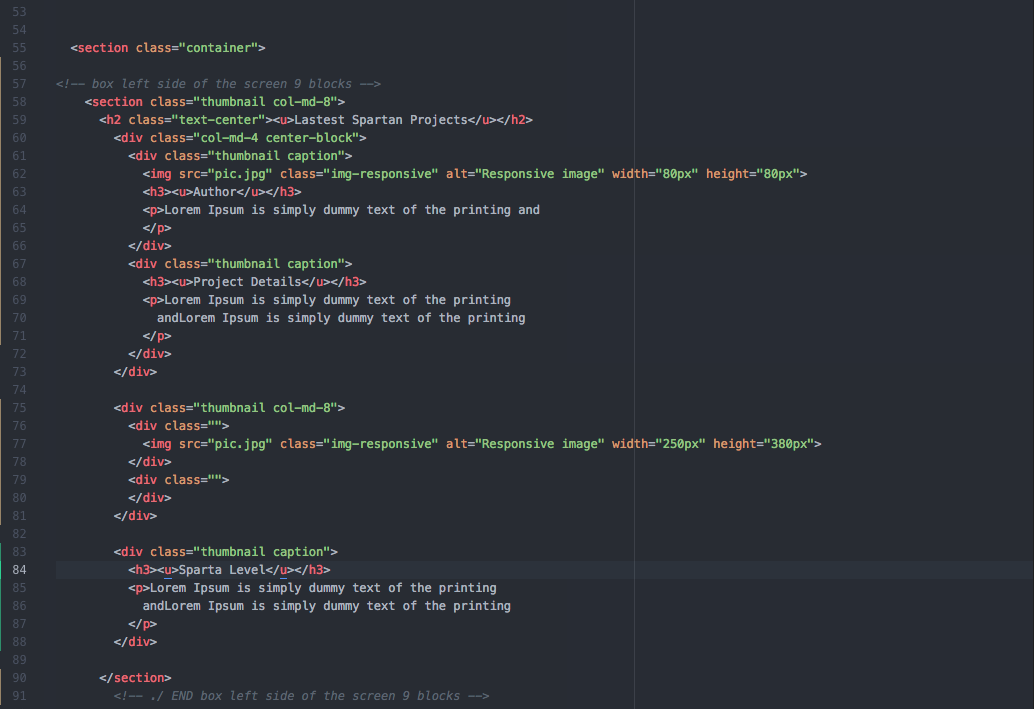 53
54
55 <section class="container">
56
57 <!-- box left side of the screen 9 blocks -->
58 <section class="thumbnail col-md-8">
59 <h2 class="text-center"><u>Lastest Spartan Projects</u></h2>
60 <div class="col-md-4 center-block">
61 <div class="thumbnail caption">
62 <img src="pic.jpg" class="img-responsive" alt="Responsive image" width="80px" height="80px">
63 <h3><u>Author</u></h3>
64 <p>Lorem Ipsum is simply dummy text of the printing and
65 </p>
66 </div>
67 <div class="thumbnail caption">
68 <h3><u>Project Details</u></h3>
69 <p>Lorem Ipsum is simply dummy text of the printing
70 andLorem Ipsum is simply dummy text of the printing
71 </p>
72 </div>
73 </div>
74
75 <div class="thumbnail col-md-8">
76 <div class="">
77 <img src="pic.jpg" class="img-responsive" alt="Responsive image" width="250px" height="380px">
78 </div>
79 <div class="">
80 </div>
81 </div>
82
83 <div class="thumbnail caption">
84 <h3><u>Sparta Level</u></h3>
85 <p>Lorem Ipsum is simply dummy text of the printing
86 andLorem Ipsum is simply dummy text of the printing
87 </p>
88 </div>
89
90 </section>
91 <!-- ./ END box left side of the screen 9 blocks -->